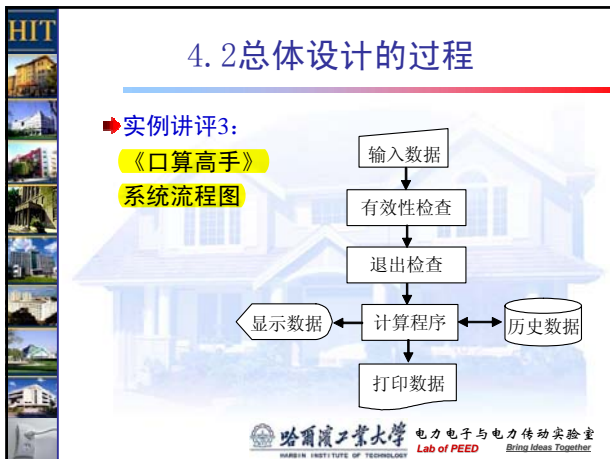 HIT
4.2总体设计的过程
实例讲评3:
《口算高手》
系统流程图
输入数据
有效性检查
退出检查
显示数据
计算程序
历史数据
打印数据
哈爾濱工業大學
HARBIN INSTITUTE OF TECHNOLOGY
电力电子与电力传动实验室
Lab of PEED
Bring Ideas Together